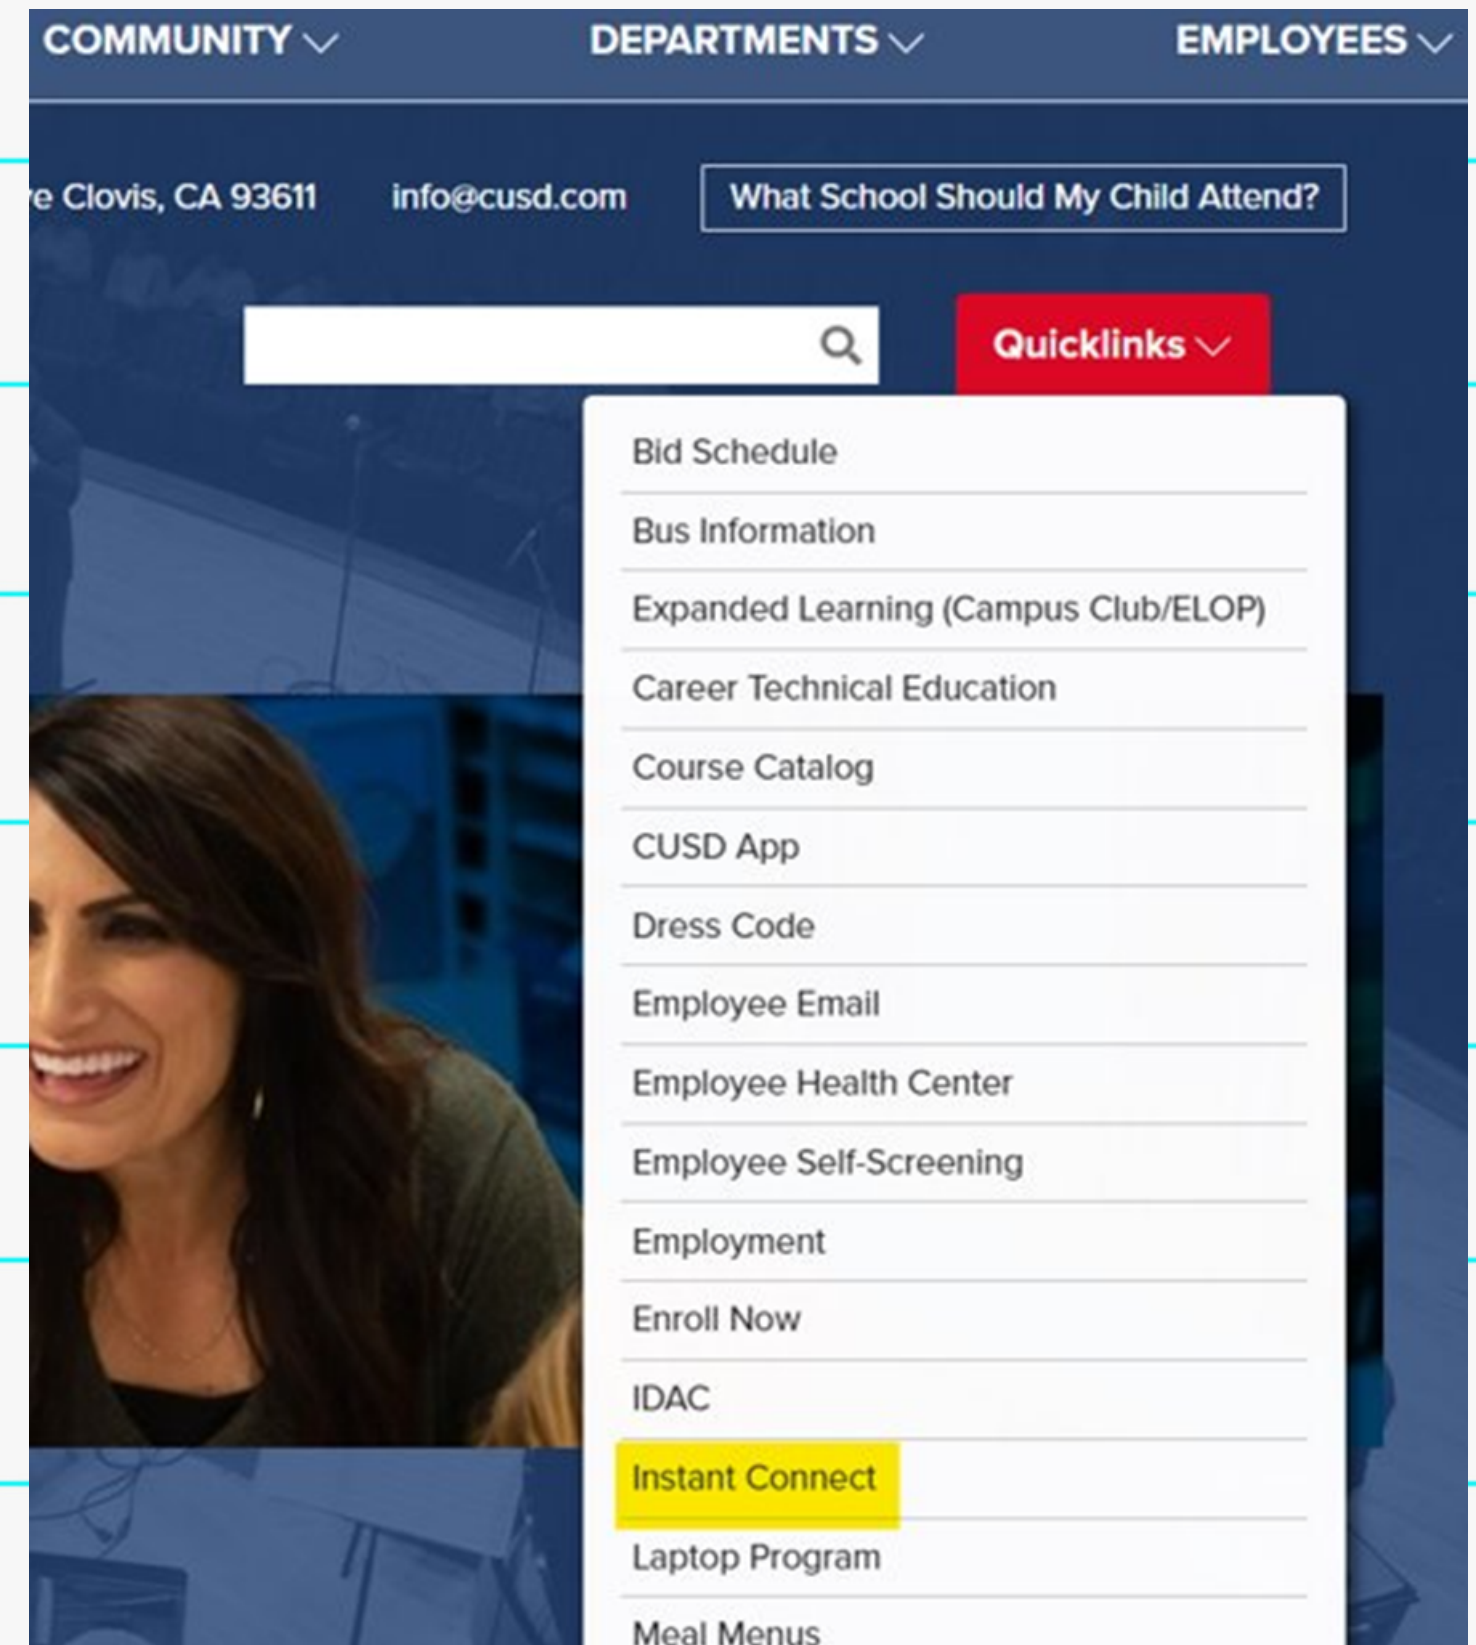 COMMUNITY DEPARTMENTS EMPLOYEES
Clovis, CA 93611 info@cusd.com What School Should My Child Attend?
Quicklinks
Bid Schedule
Bus Information
Expanded Learning (Campus Club/ELOP)
Career Technical Education
Course Catalog
CUSD App
Dress Code
Employee Email
Employee Health Center
Employee Self-Screening
Employment
Enroll Now
IDAC
Instant Connect
Laptop Program
Meal Menus